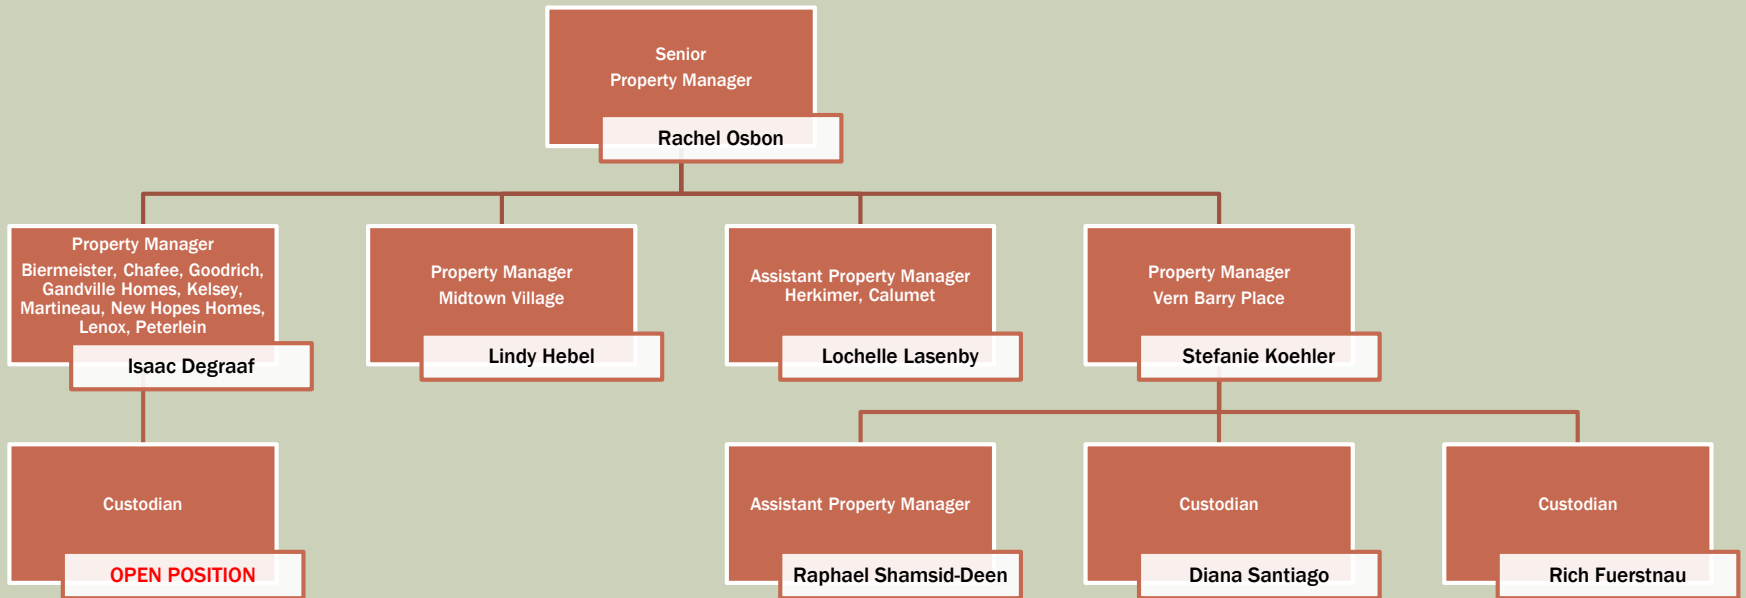 Senior
Property Manager
Rachel Osbon
Property Manager
Biermeister, Chafee, Goodrich,
Gandville Homes, Kelsey,
Martineau, New Hopes Homes,
Lenox, Peterlein
Isaac Degraaf
Property Manager
Midtown Village
Lindy Hebel
Assistant Property Manager
Herkimer, Calumet
Lochelle Lasenby
Property Manager
Vern Barry Place
Stefanie Koehler
Custodian
OPEN POSITION
Assistant Property Manager
Raphael Shamsid-Deen
Custodian
Diana Santiago
Custodian
Rich Fuerstnau